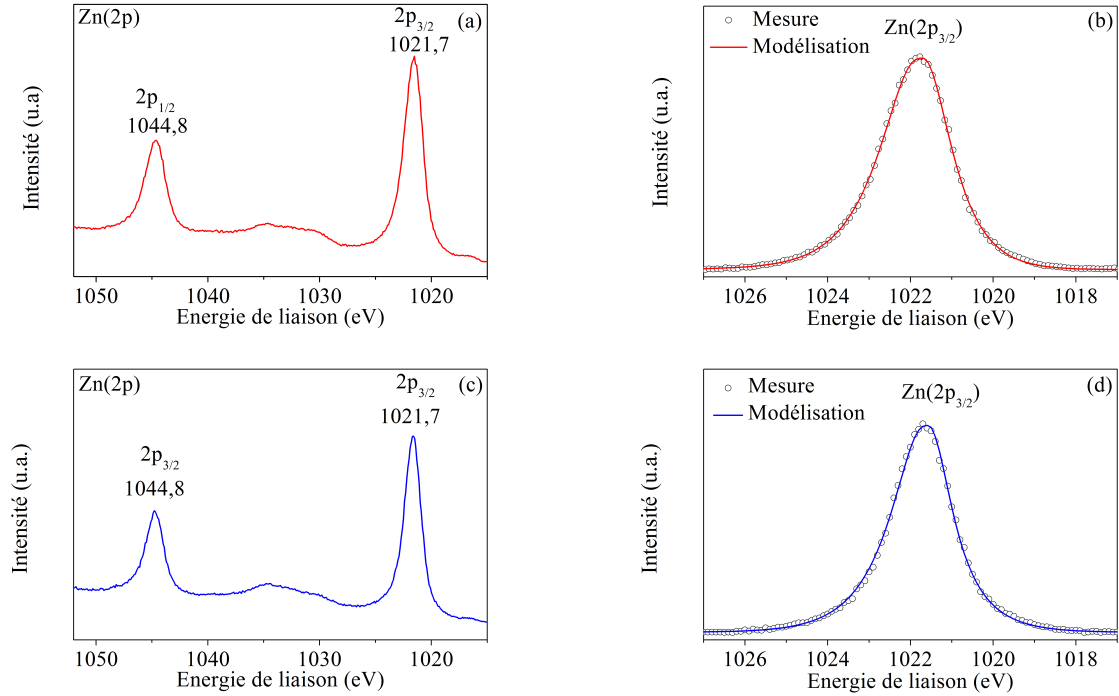 Zn(2p)
2p3/2
(a)
1021,7
2p1/2
1044,8
Intensité (u.a)
1050 1040 1030 1020
Energie de liaison (eV)
Mesure
Modélisation
Zn(2p3/2)
(b)
Intensité (u.a.)
1026 1024 1022 1020 1018
Energie de liaison (eV)
Zn(2p)
2p3/2
(c)
1021,7
2p3/2
1044,8
Intensité (u.a.)
1050 1040 1030 1020
Energie de liaison (eV)
Mesure
Modélisation
Zn(2p3/2)
(d)
Intensité (u.a.)
1026 1024 1022 1020 1018
Energie de liaison (eV)